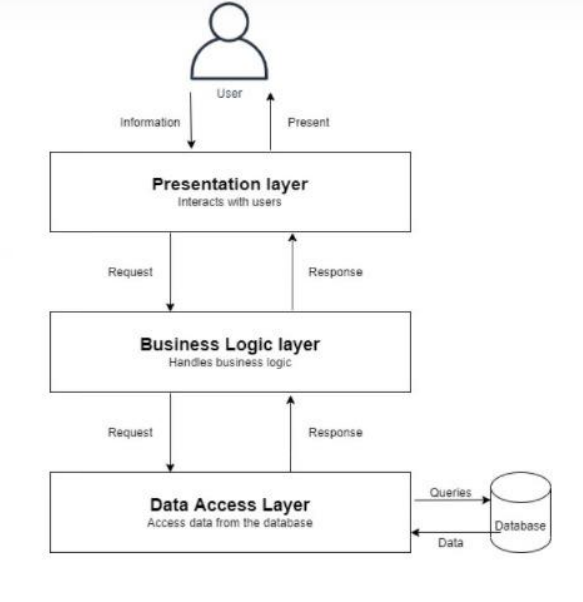 User
Information
Present
Presentation layer
Interacts with users
Request
Response
Business Logic layer
Handles business logic
Request
Response
Data Access Layer
Access data from the database
Queries
Database
Data